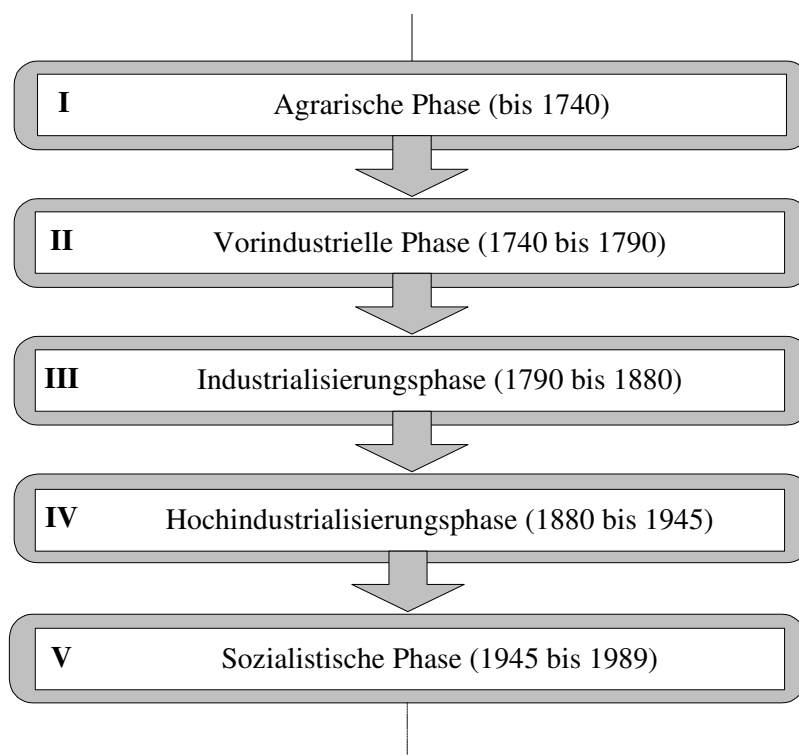 I Agrarische Phase (bis 1740)
II Vorindustrielle Phase (1740 bis 1790)
III Industrialisierungsphase (1790 bis 1880)
IV Hochindustrialisierungsphase (1880 bis 1945)
V Sozialistische Phase (1945 bis 1989)